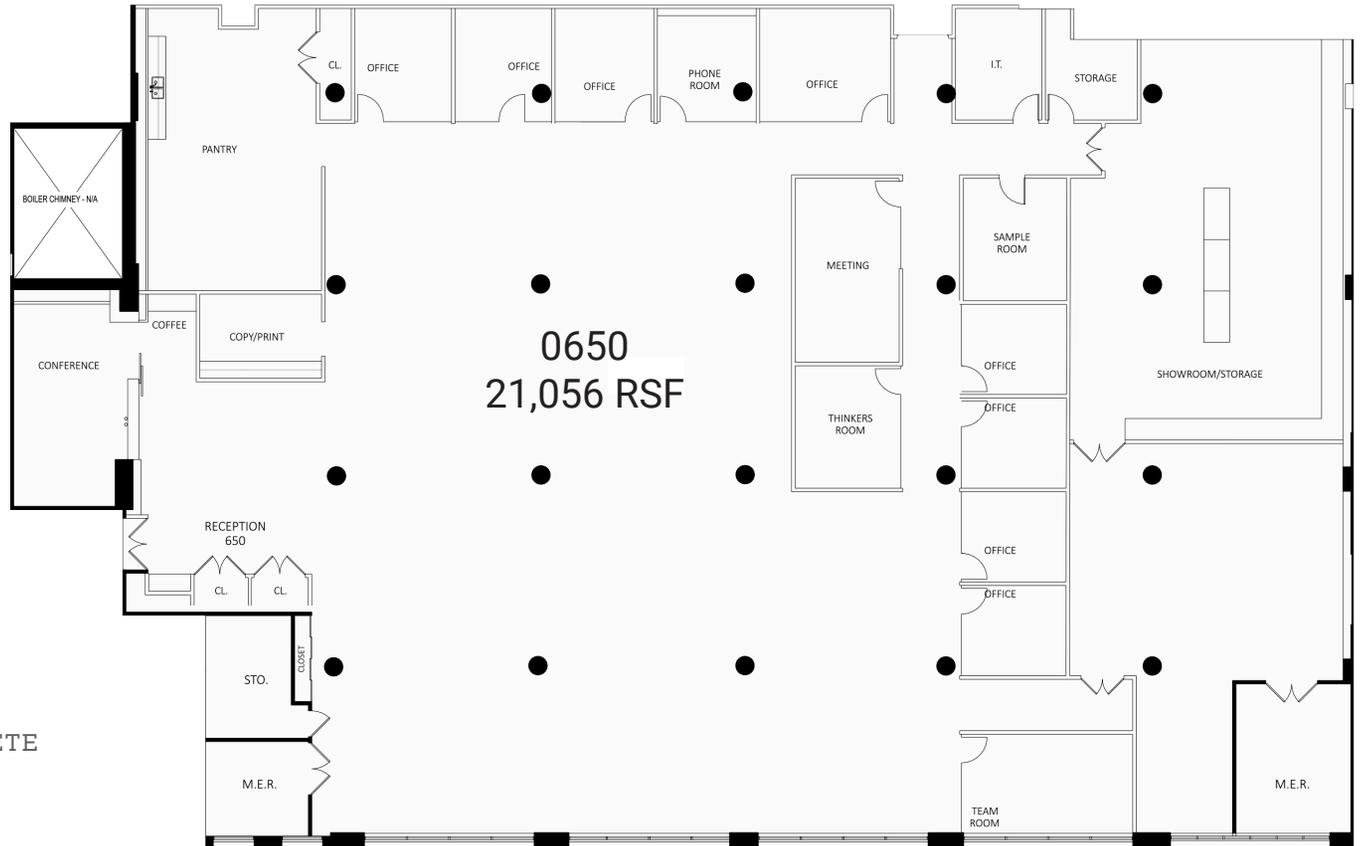 CL.
OFFICE
OFFICE
OFFICE
PHONE
ROOM
OFFICE
I.T.
STORAGE
PANTRY
BOILER CHIMNEY - N/A
MEETING
SAMPLE
ROOM
COFFEE
COPY/PRINT
CONFERENCE
0650
21,056 RSF
OFFICE
SHOWROOM/STORAGE
OFFICE
THINKERS
ROOM
RECEPTION
650
OFFICE
CL.
CL.
OFFICE
CLOSET
STO.
ETE
M.E.R.
M.E.R.
TEAM
ROOM